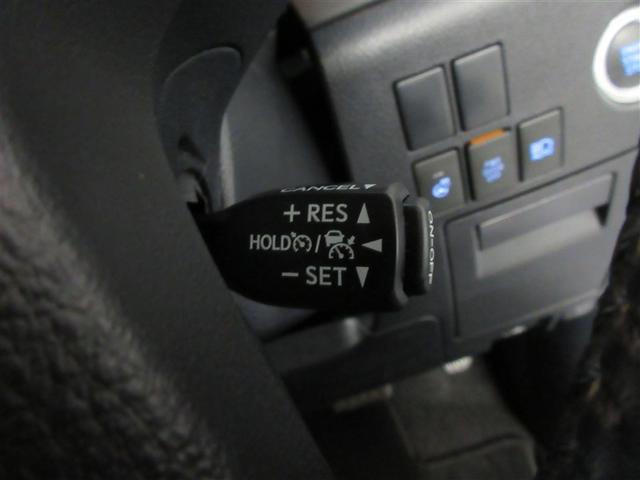 CANCEL
+ RES
HOLD /
− SET
ON-OFF